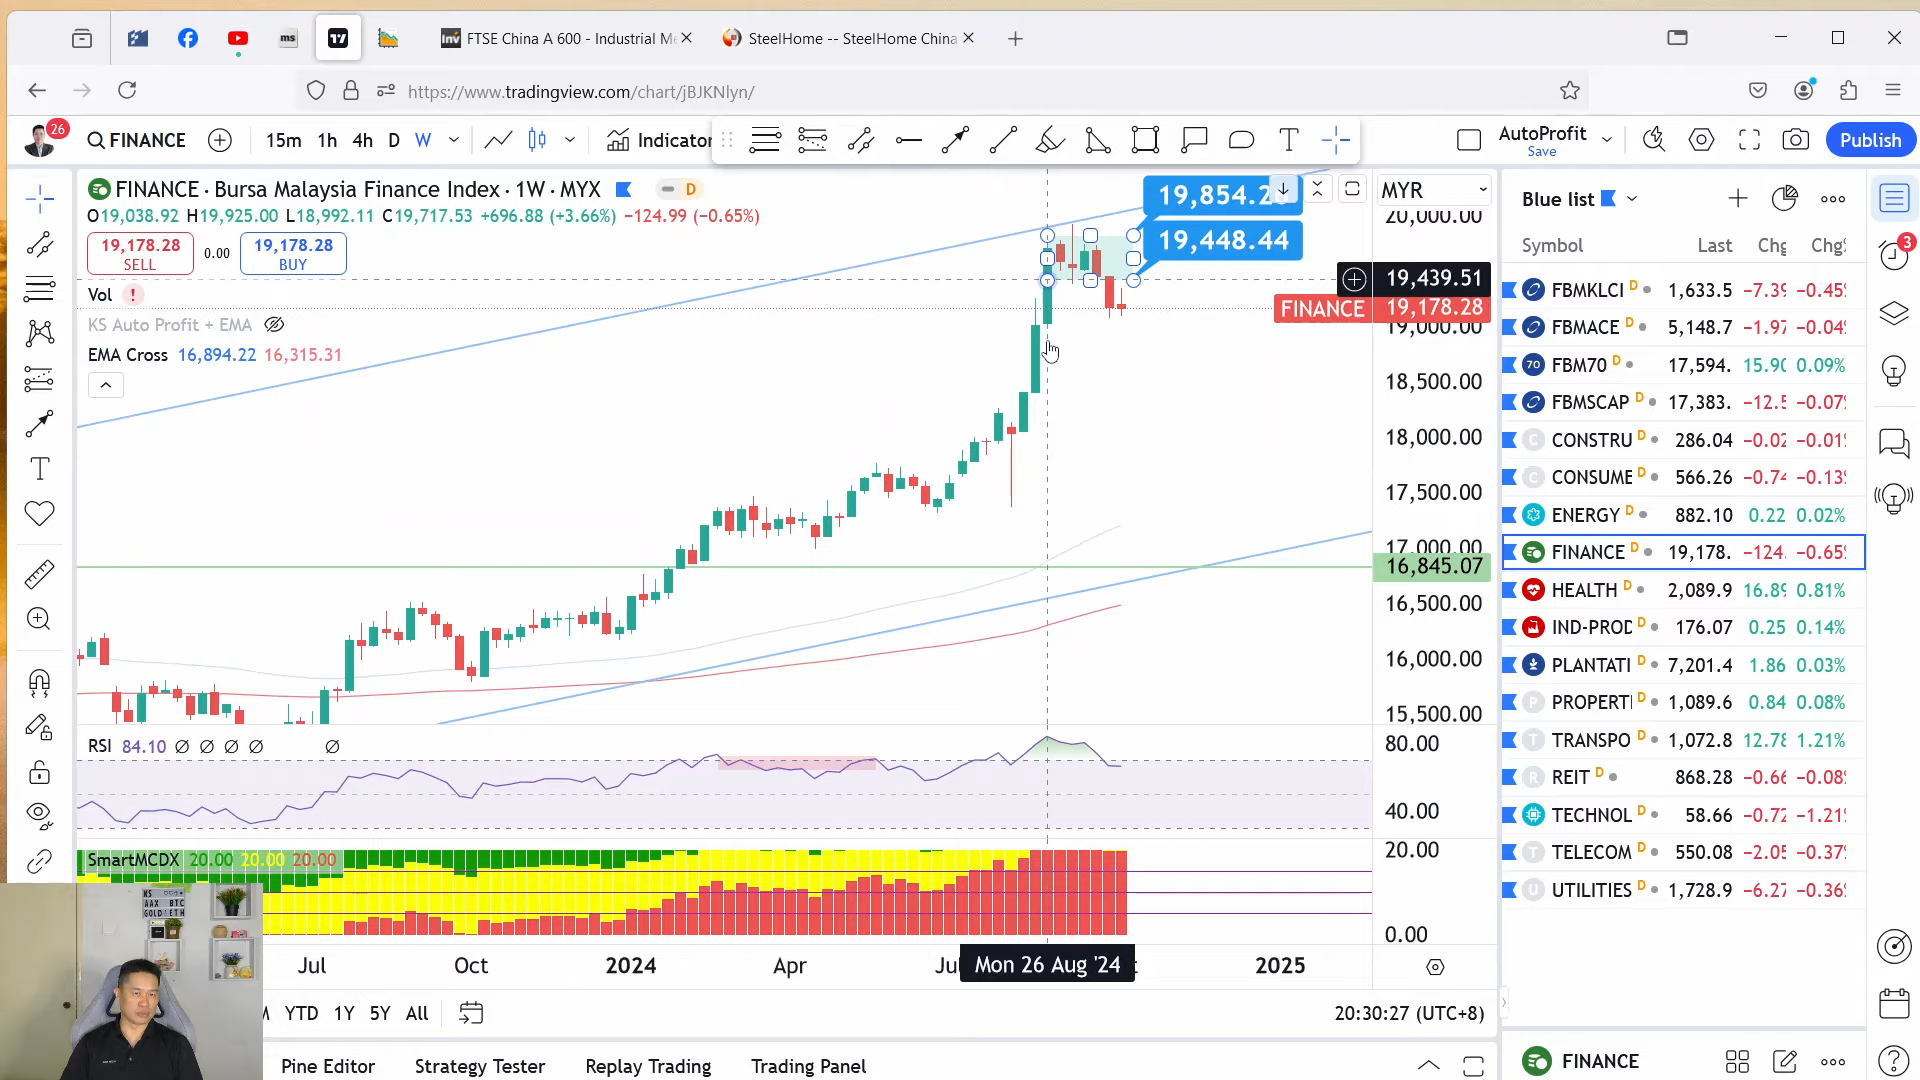 FTSE China A 600 - Industrial Me
SteelHome -- SteelHome China
https://www.tradingview.com/chart/jBJKNlyn/
26
FINANCE
15m 1h 4h D W
Indicator
T
AutoProfit
Save
Publish
FINANCE · Bursa Malaysia Finance Index · 1W · MYX
D
O19,038.92 H19,925.00 L18,992.11 C19,717.53 +696.88 (+3.66%) −124.99 (−0.65%)
19,178.28
SELL
0.00
19,178.28
BUY
Vol
KS Auto Profit + EMA
EMA Cross 16,894.22 16,315.31
19,448.44
MYR
20,000.00
19,439.51
FINANCE 19,178.28
19,000.00
18,500.00
18,000.00
17,500.00
17,000.00
16,845.07
16,500.00
16,000.00
15,500.00
RSI 84.10 Ø Ø Ø Ø Ø
80.00
40.00
SmartMCDX 20.00 20.00 20.00
20.00
0.00
Jul Oct 2024 Apr Mon 26 Aug '24 2025
YTD 1Y 5Y All
20:30:27 (UTC+8)
Pine Editor Strategy Tester Replay Trading Trading Panel
Blue list
Symbol Last Chg Chg%
FBMKLCI D 1,633.5 −7.39 −0.45%
FBMACE D 5,148.7 −1.97 −0.04%
FBM70 D 17,594. 15.90 0.09%
FBMSCAP D 17,383. −12.5 −0.07%
CONSTRU D 286.04 −0.02 −0.01%
CONSUME D 566.26 −0.74 −0.13%
ENERGY D 882.10 0.22 0.02%
FINANCE D 19,178. −124. −0.65%
HEALTH D 2,089.9 16.89 0.81%
IND-PROD D 176.07 0.25 0.14%
PLANTATI D 7,201.4 1.86 0.03%
PROPERTI D 1,089.6 0.84 0.08%
TRANSPO D 1,072.8 12.78 1.21%
REIT D 868.28 −0.66 −0.08%
TECHNOL D 58.66 −0.72 −1.21%
TELECOM D 550.08 −2.05 −0.37%
UTILITIES D 1,728.9 −6.27 −0.36%
FINANCE
3
KS
AAX BTC
GOLD ETH